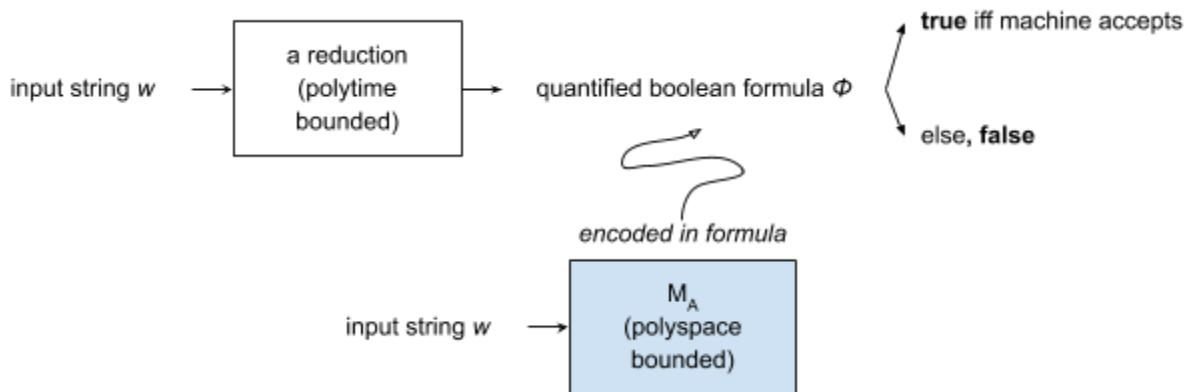 true iff machine accepts
a reduction
input string w
(polytime
quantified boolean formula Φ
bounded)
else, false
encoded in formula
M_A
input string w
(polyspace
bounded)